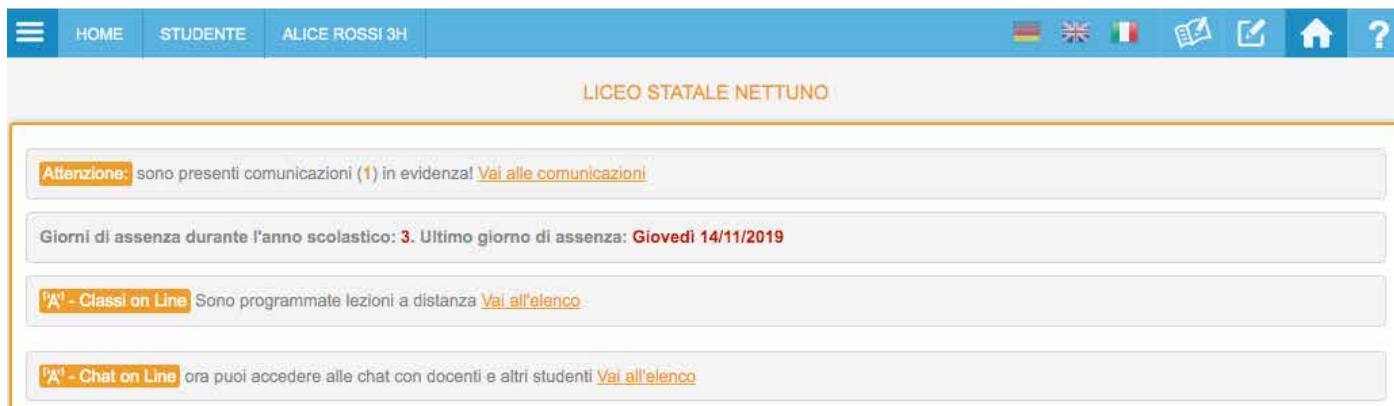 HOME STUDENTE ALICE ROSSI 3H ?
LICEO STATALE NETTUNO
Attenzione: sono presenti comunicazioni (1) in evidenza! Vai alle comunicazioni
Giorni di assenza durante l'anno scolastico: 3. Ultimo giorno di assenza: Giovedì 14/11/2019
"A" - Classi on Line Sono programmate lezioni a distanza Vai all'elenco
"A" - Chat on Line ora puoi accedere alle chat con docenti e altri studenti Vai all'elenco